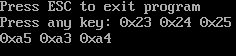 Press ESC to exit program
Press any key: 0x23 0x24 0x25
0xa5 0xa3 0xa4